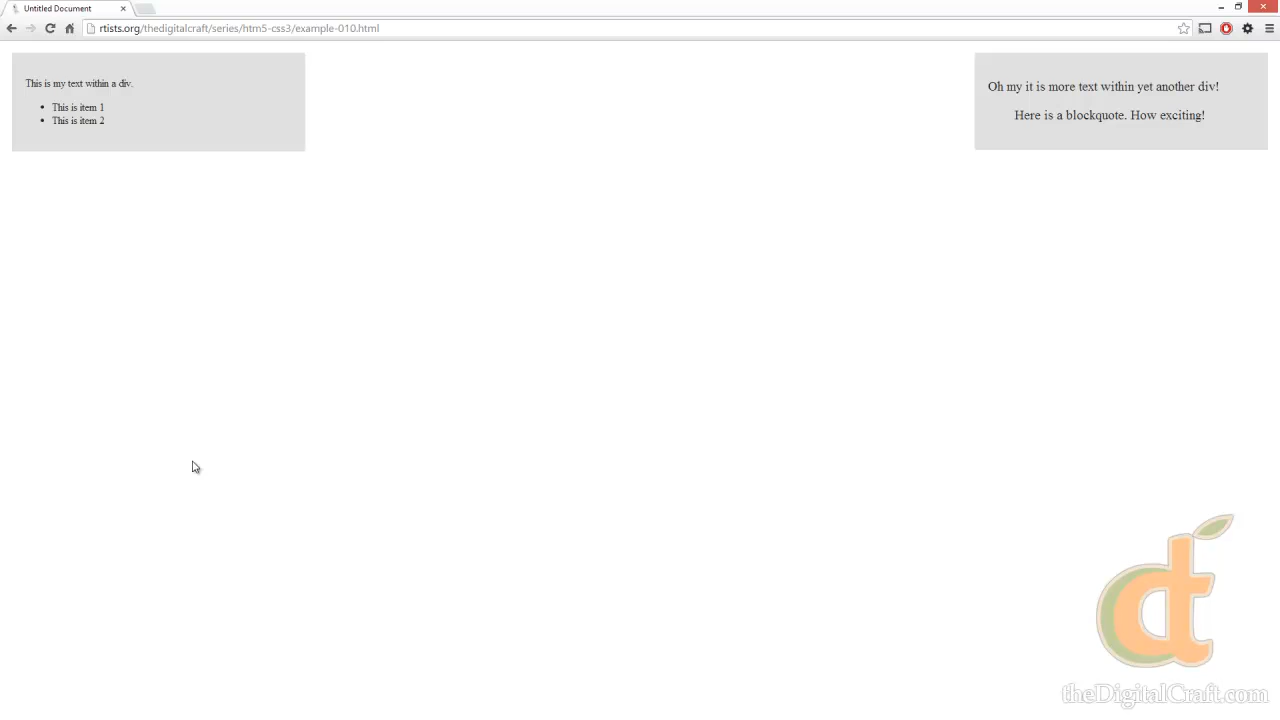 Untitled Document
rtists.org/thedigitalcraft/series/htm5-css3/example-010.html
This is my text within a div.
This is item 1
This is item 2
Oh my it is more text within yet another div!
Here is a blockquote. How exciting!
dt
theDigitalCraft.com